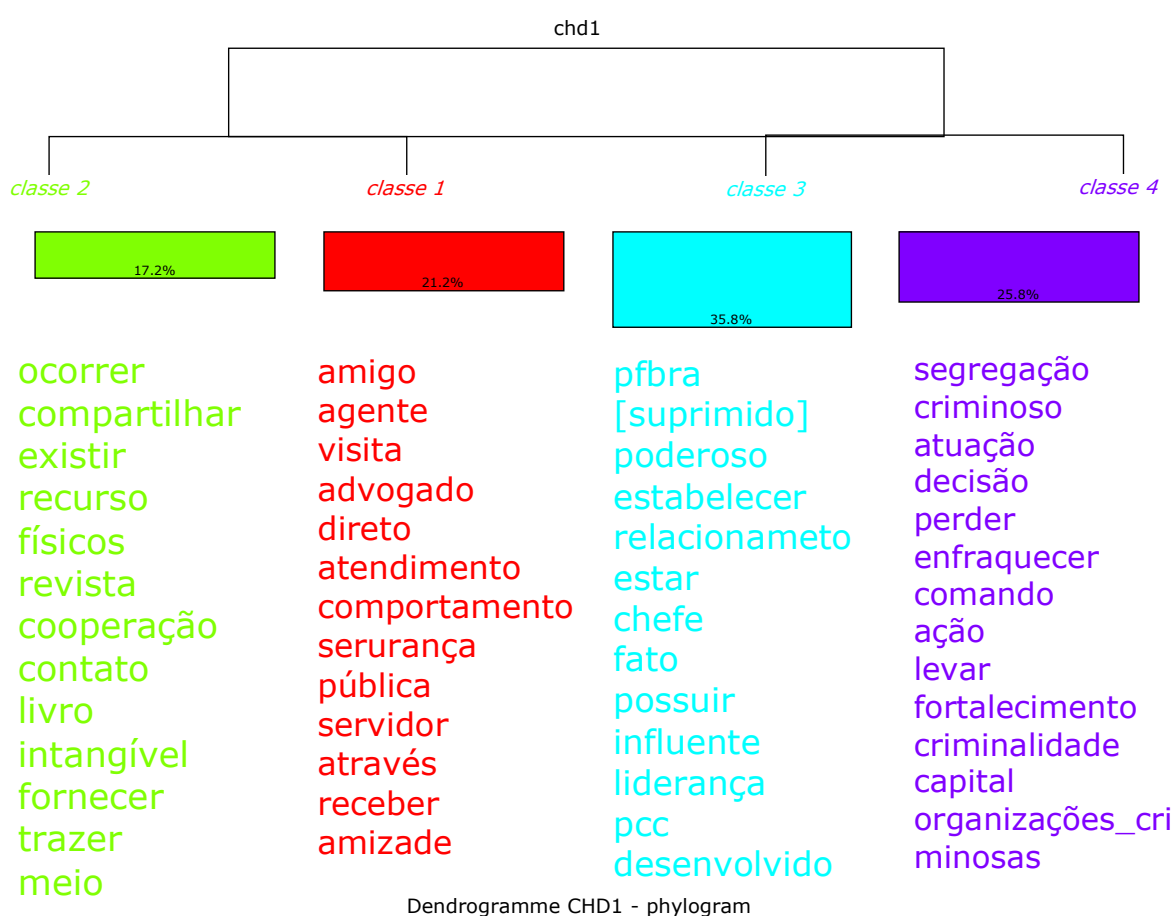 chd1
classe 2
classe 1
classe 3
classe 4
17.2%
21.2%
35.8%
25.8%
ocorrer
compartilhar
existir
recurso
físicos
revista
cooperação
contato
livro
intangível
fornecer
trazer
meio
amigo
agente
visita
advogado
direto
atendimento
comportamento
serurança
pública
servidor
através
receber
amizade
pfbra
[suprimido]
poderoso
estabelecer
relacionameto
estar
chefe
fato
possuir
influente
liderança
pcc
desenvolvido
segregação
criminoso
atuação
decisão
perder
enfraquecer
comando
ação
levar
fortalecimento
criminalidade
capital
organizações_cri
minosas
Dendrogramme CHD1 - phylogram